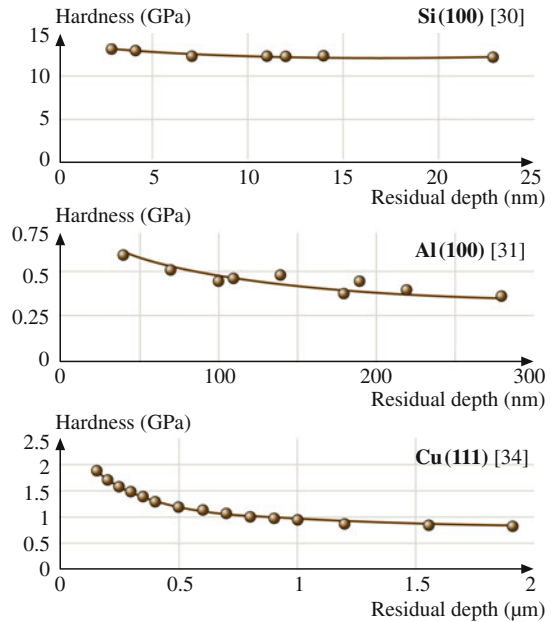 Hardness (GPa)
Si(100) [30]
15
10
5
0
0 5 10 15 20 25
Residual depth (nm)
Hardness (GPa)
0.75
Al(100) [31]
0.5
0.25
0
0 100 200 300
Residual depth (nm)
Hardness (GPa)
2.5
Cu(111) [34]
2
1.5
1
0.5
0
0 0.5 1 1.5 2
Residual depth (μm)